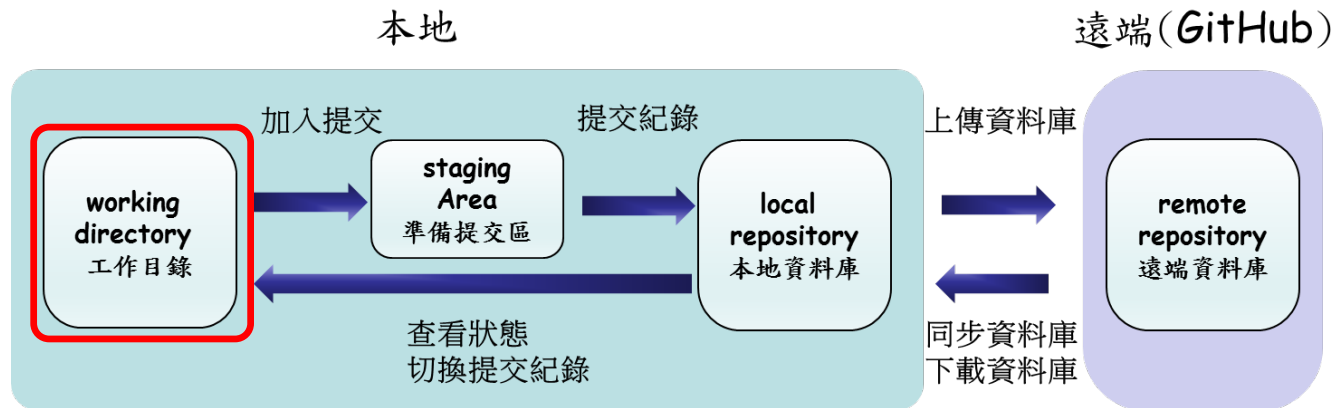 本地
遠端(GitHub)
加入提交
提交紀錄
上傳資料庫
working
directory
工作目錄
staging
Area
準備提交區
local
repository
本地資料庫
remote
repository
遠端資料庫
查看狀態
切換提交紀錄
同步資料庫
下載資料庫